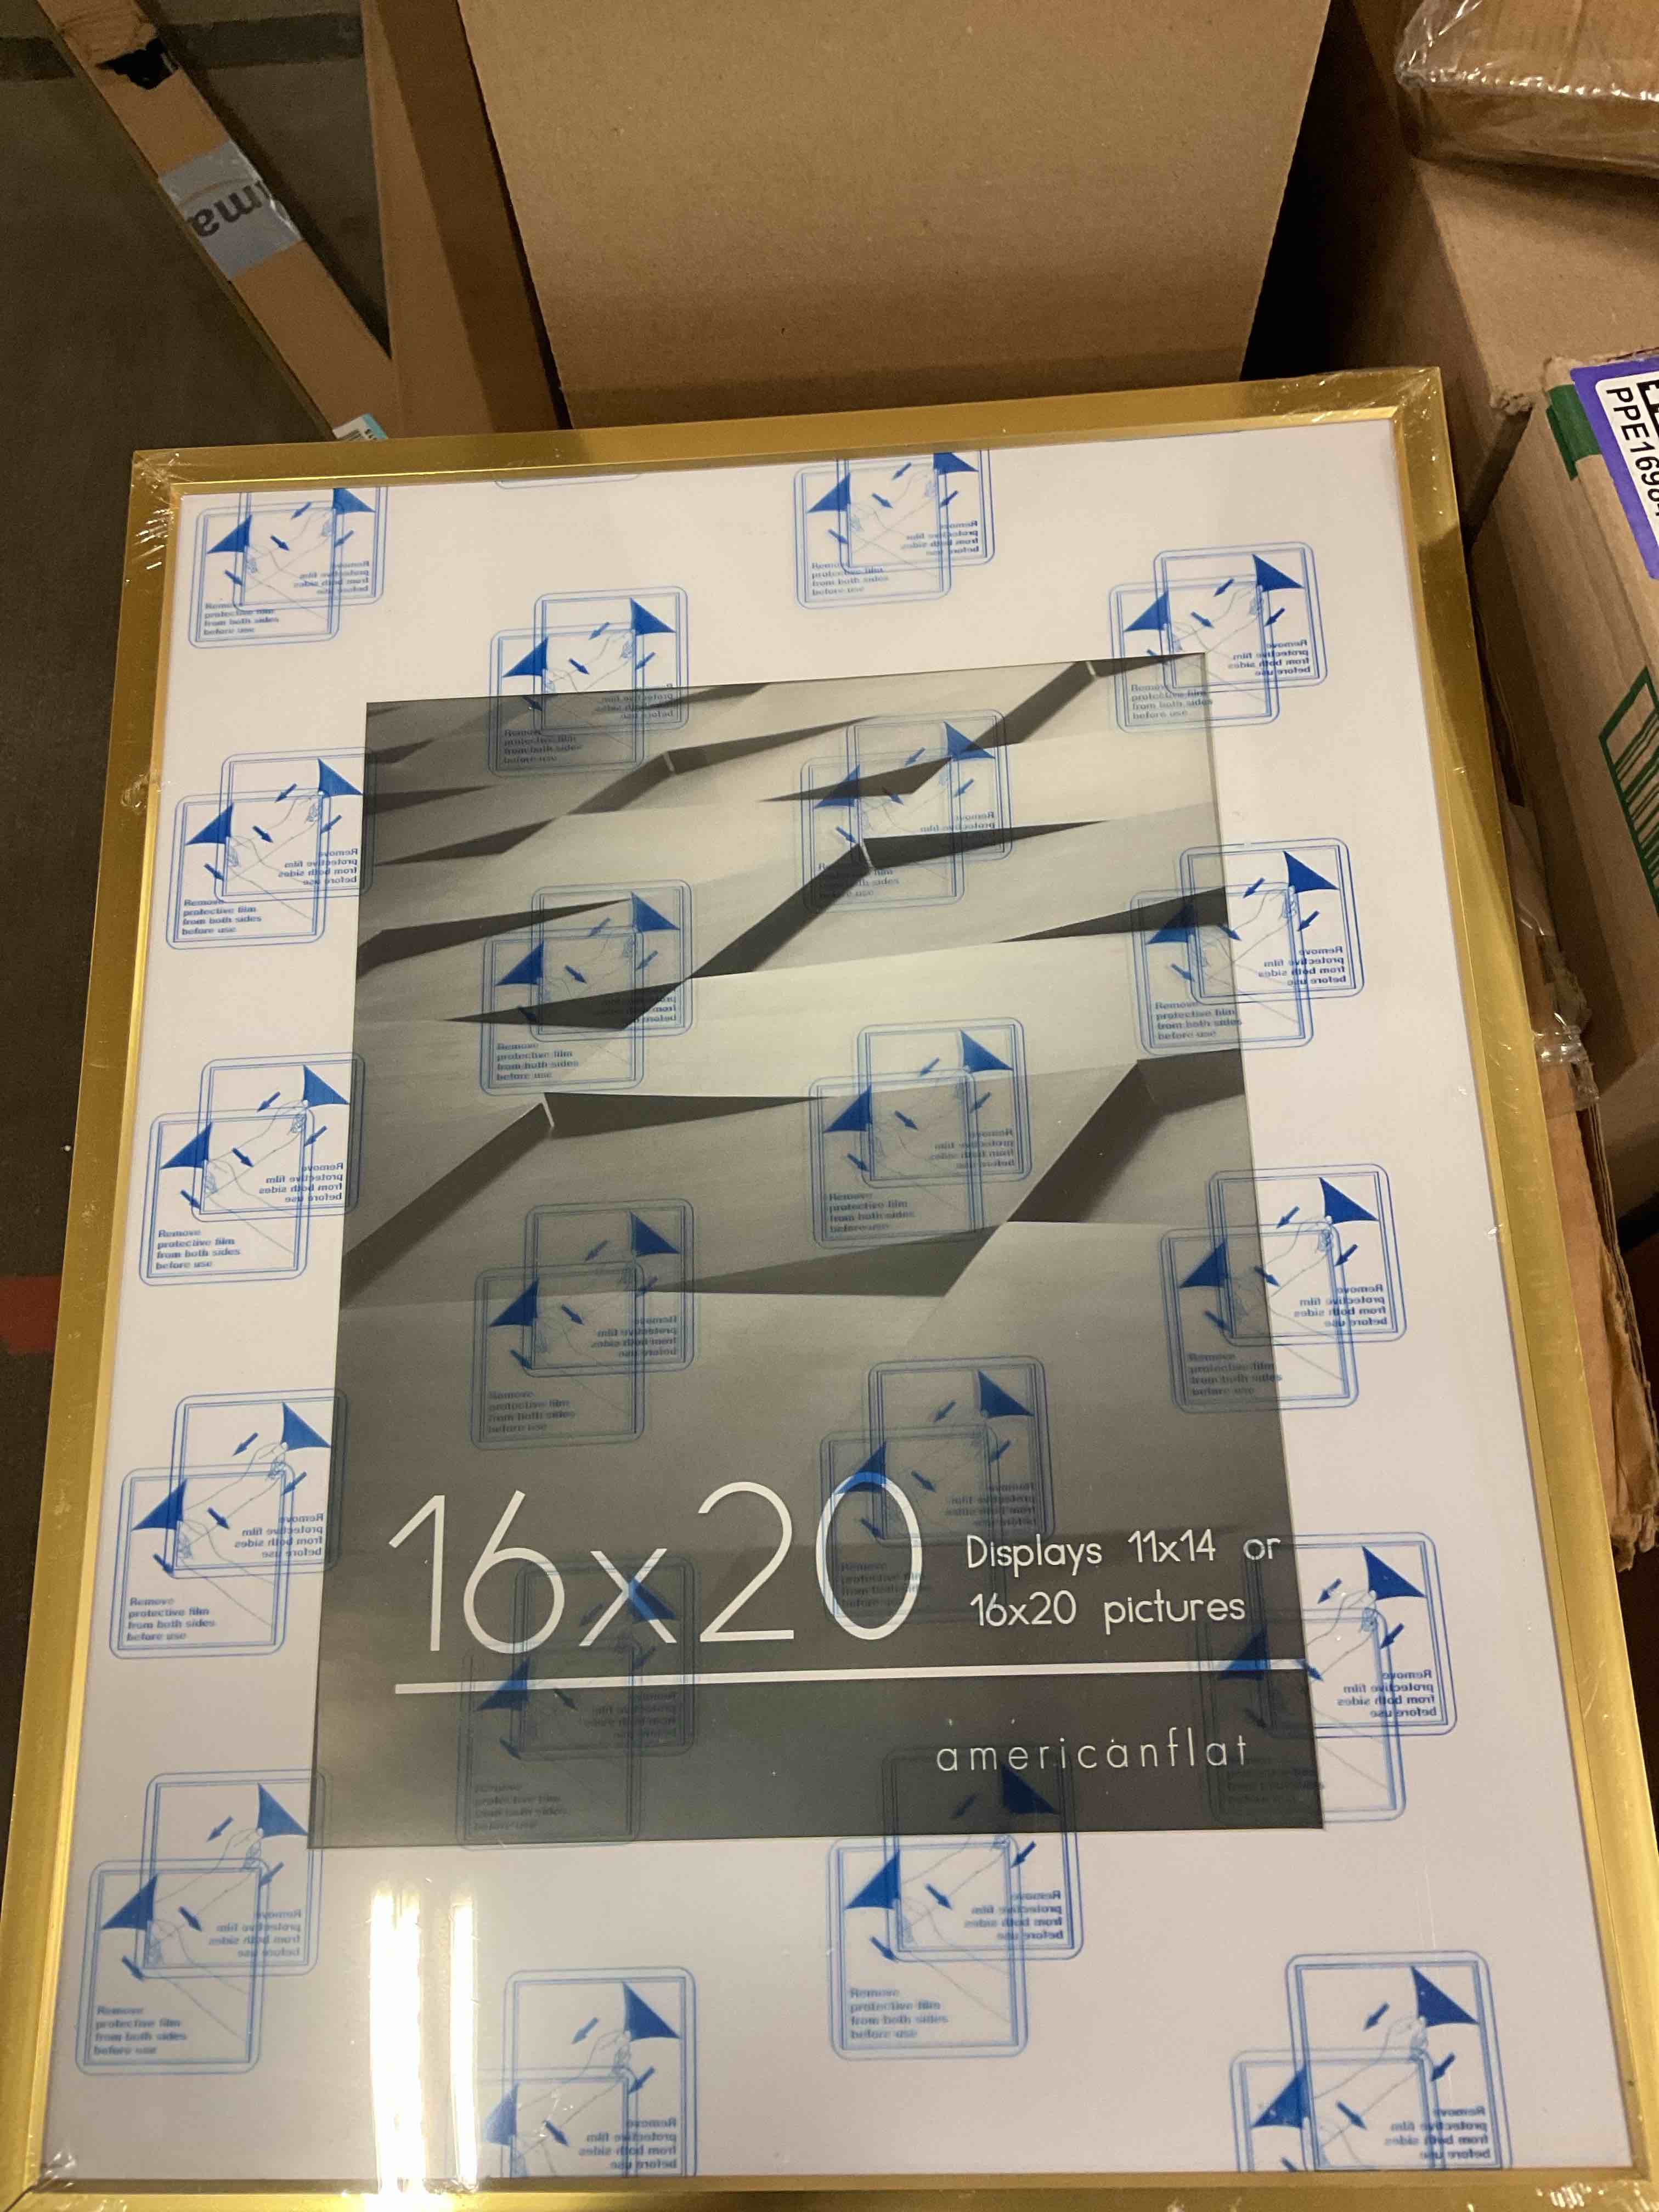 PPE169
Remove
protective film
from both sides
before use
16x20
Displays 11x14 or
16x20 pictures
americanflat